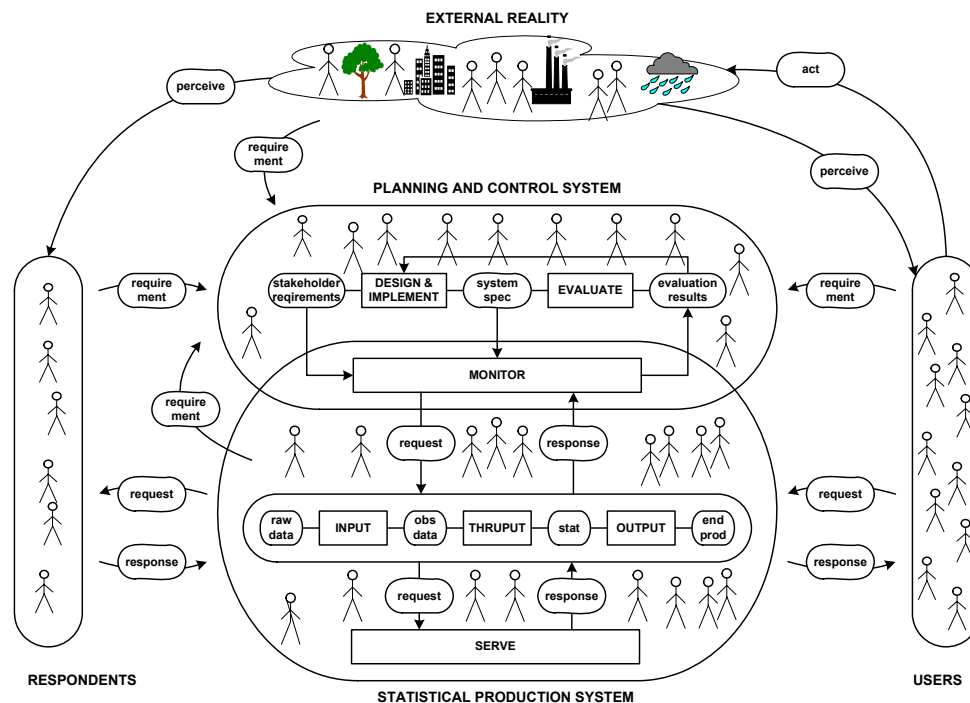 EXTERNAL REALITY
perceive
act
require
ment
perceive
PLANNING AND CONTROL SYSTEM
stakeholder
reqirements
DESIGN &
IMPLEMENT
system
spec
EVALUATE
evaluation
results
require
ment
require
ment
MONITOR
require
ment
request
response
request
request
raw
data
INPUT
obs
data
THRUPUT
stat
OUTPUT
end
prod
response
response
request
response
SERVE
RESPONDENTS
USERS
STATISTICAL PRODUCTION SYSTEM